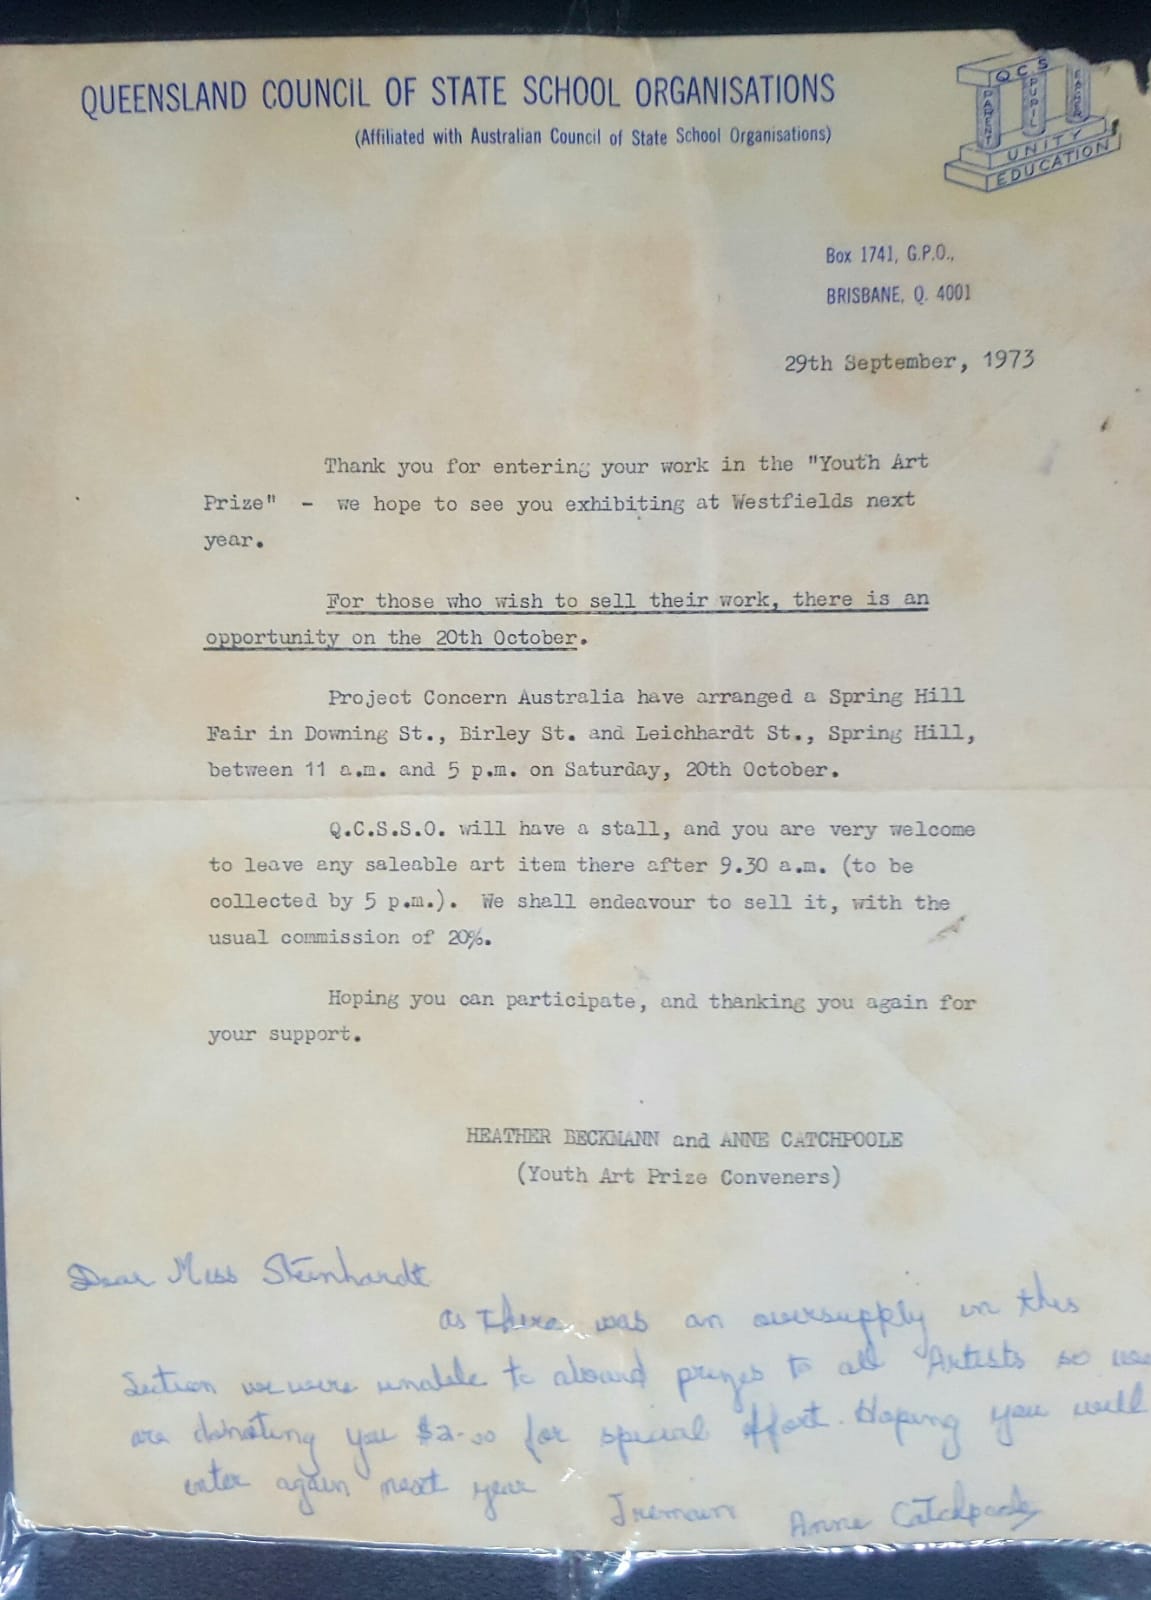 QUEENSLAND COUNCIL OF STATE SCHOOL ORGANISATIONS
(Affiliated with Australian Council of State School Organisations)
Q C S
PARENT
PUPIL
UNITY
EDUCATION
Box 1741, G.P.O.,
BRISBANE, Q. 4001
29th September, 1973
Thank you for entering your work in the "Youth Art
Prize" - we hope to see you exhibiting at Westfields next
year.
For those who wish to sell their work, there is an
opportunity on the 20th October.
Project Concern Australia have arranged a Spring Hill
Fair in Downing St., Birley St. and Leichhardt St., Spring Hill,
between 11 a.m. and 5 p.m. on Saturday, 20th October.
Q.C.S.S.O. will have a stall, and you are very welcome
to leave any saleable art item there after 9.30 a.m. (to be
collected by 5 p.m.). We shall endeavour to sell it, with the
usual commission of 20%.
Hoping you can participate, and thanking you again for
your support.
HEATHER BECKMANN and ANNE CATCHPOOLE
(Youth Art Prize Conveners)
Dear Miss Steinhardt
as there was an oversupply in this
Section we were unable to aboard prizes to all Artists so we
are donating you $2-00 for special effort. Hoping you will
enter again next year
I remain Anne Catchpoole